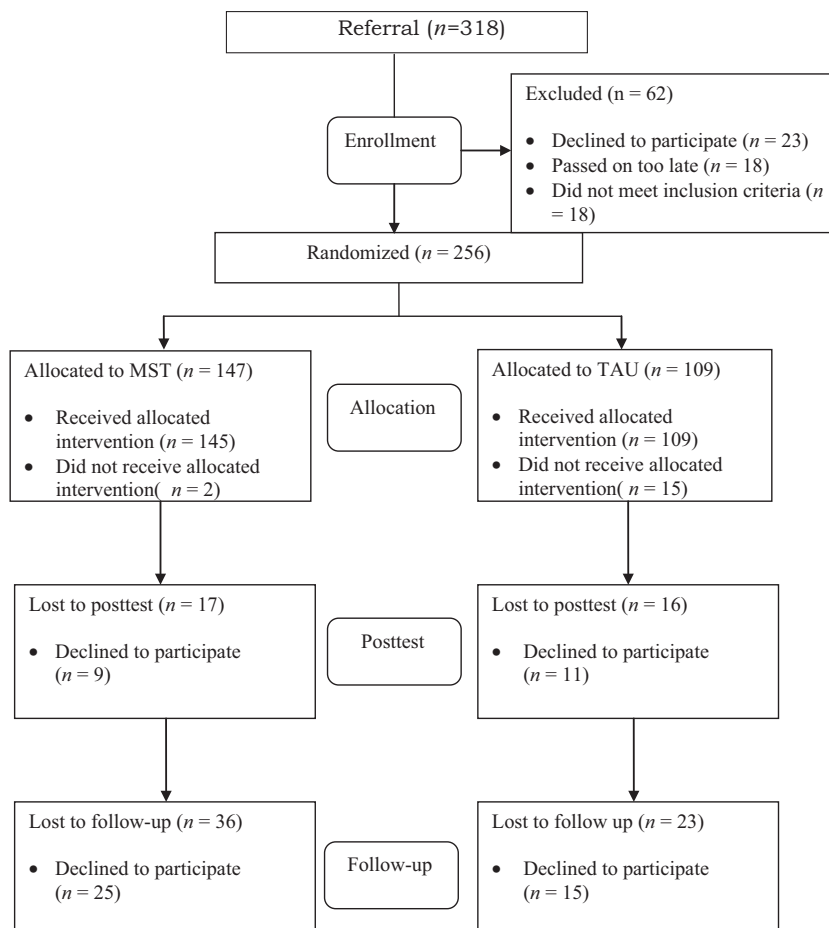 Referral (n=318)
Excluded (n = 62)
• Declined to participate (n = 23)
• Passed on too late (n = 18)
• Did not meet inclusion criteria (n
= 18)
Enrollment
Randomized (n = 256)
Allocated to MST (n = 147)
• Received allocated
intervention (n = 145)
• Did not receive allocated
intervention( n = 2)
Allocation
Allocated to TAU (n = 109)
• Received allocated
intervention (n = 109)
• Did not receive allocated
intervention( n = 15)
Lost to posttest (n = 17)
• Declined to participate
(n = 9)
Posttest
Lost to posttest (n = 16)
• Declined to participate
(n = 11)
Lost to follow-up (n = 36)
• Declined to participate
(n = 25)
Follow-up
Lost to follow up (n = 23)
• Declined to participate
(n = 15)